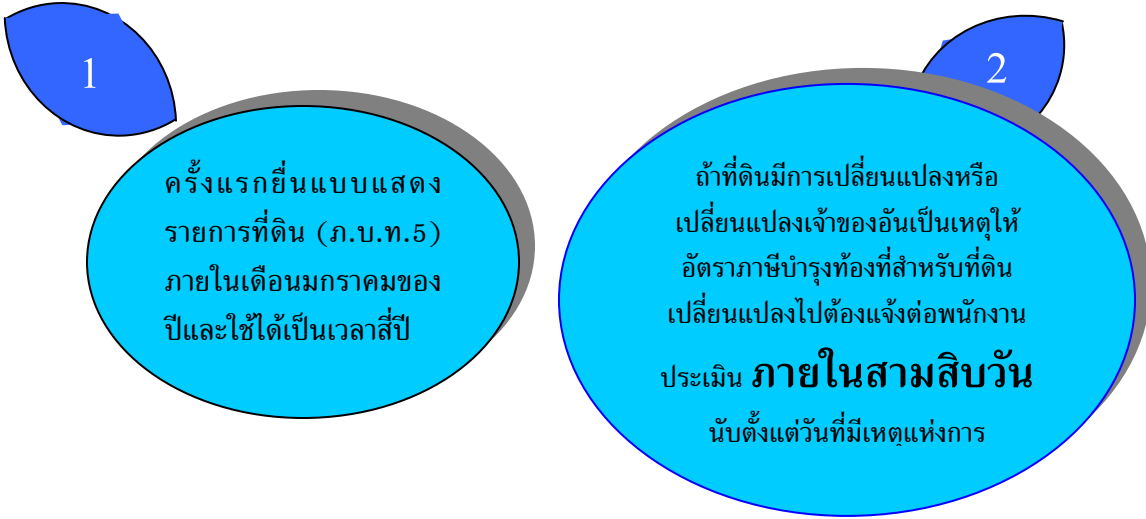 1
ครั้งแรกยื่นแบบแสดง
รายการที่ดิน (ภ.บ.ท.5)
ภายในเดือนมกราคมของ
ปีและใช้ได้เป็นเวลาสี่ปี
2
ถ้าที่ดินมีการเปลี่ยนแปลงหรือ
เปลี่ยนแปลงเจ้าของอันเป็นเหตุให้
อัตราภาษีบำรุงท้องที่สำหรับที่ดิน
เปลี่ยนแปลงไปต้องแจ้งต่อพนักงาน
ประเมิน ภายในสามสิบวัน
นับตั้งแต่วันที่มีเหตุแห่งการ